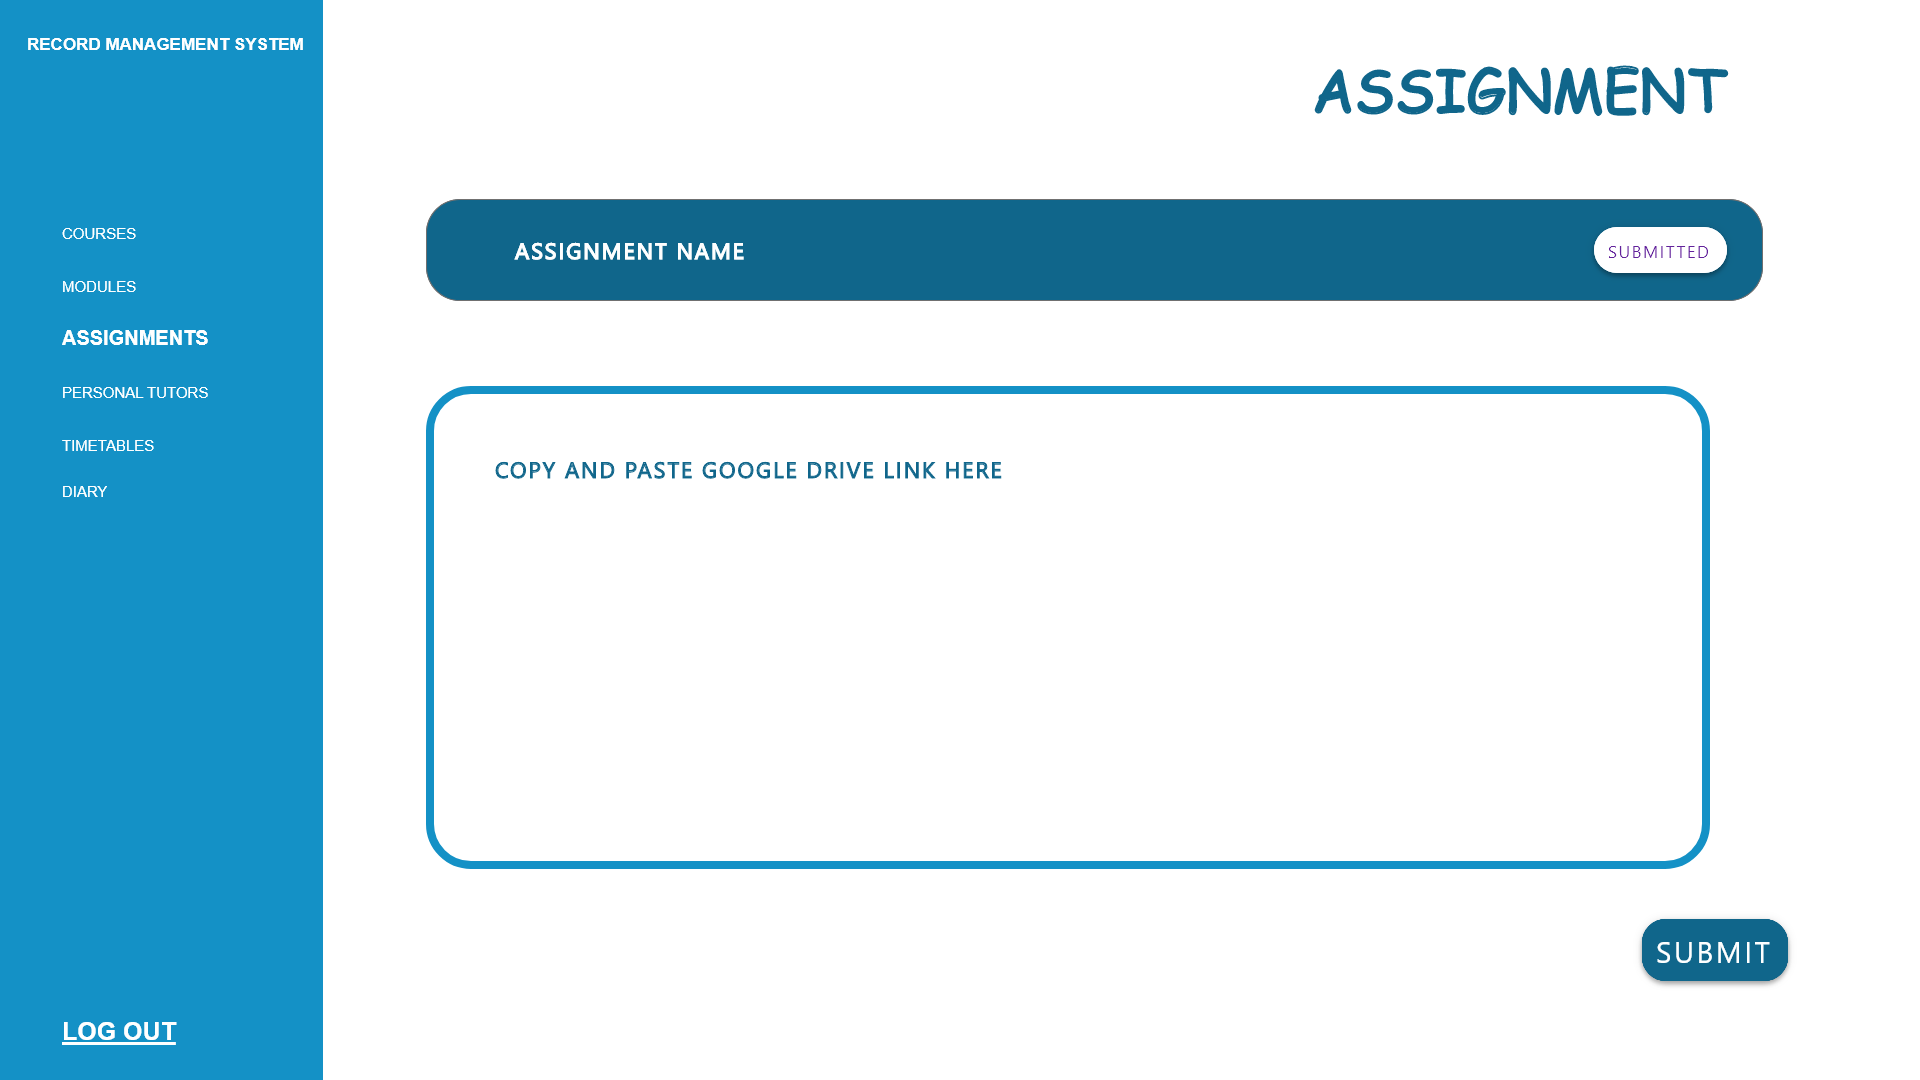 RECORD MANAGEMENT SYSTEM
COURSES
MODULES
ASSIGNMENTS
PERSONAL TUTORS
TIMETABLES
DIARY
LOG OUT
ASSIGNMENT
ASSIGNMENT NAME
SUBMITTED
COPY AND PASTE GOOGLE DRIVE LINK HERE
SUBMIT